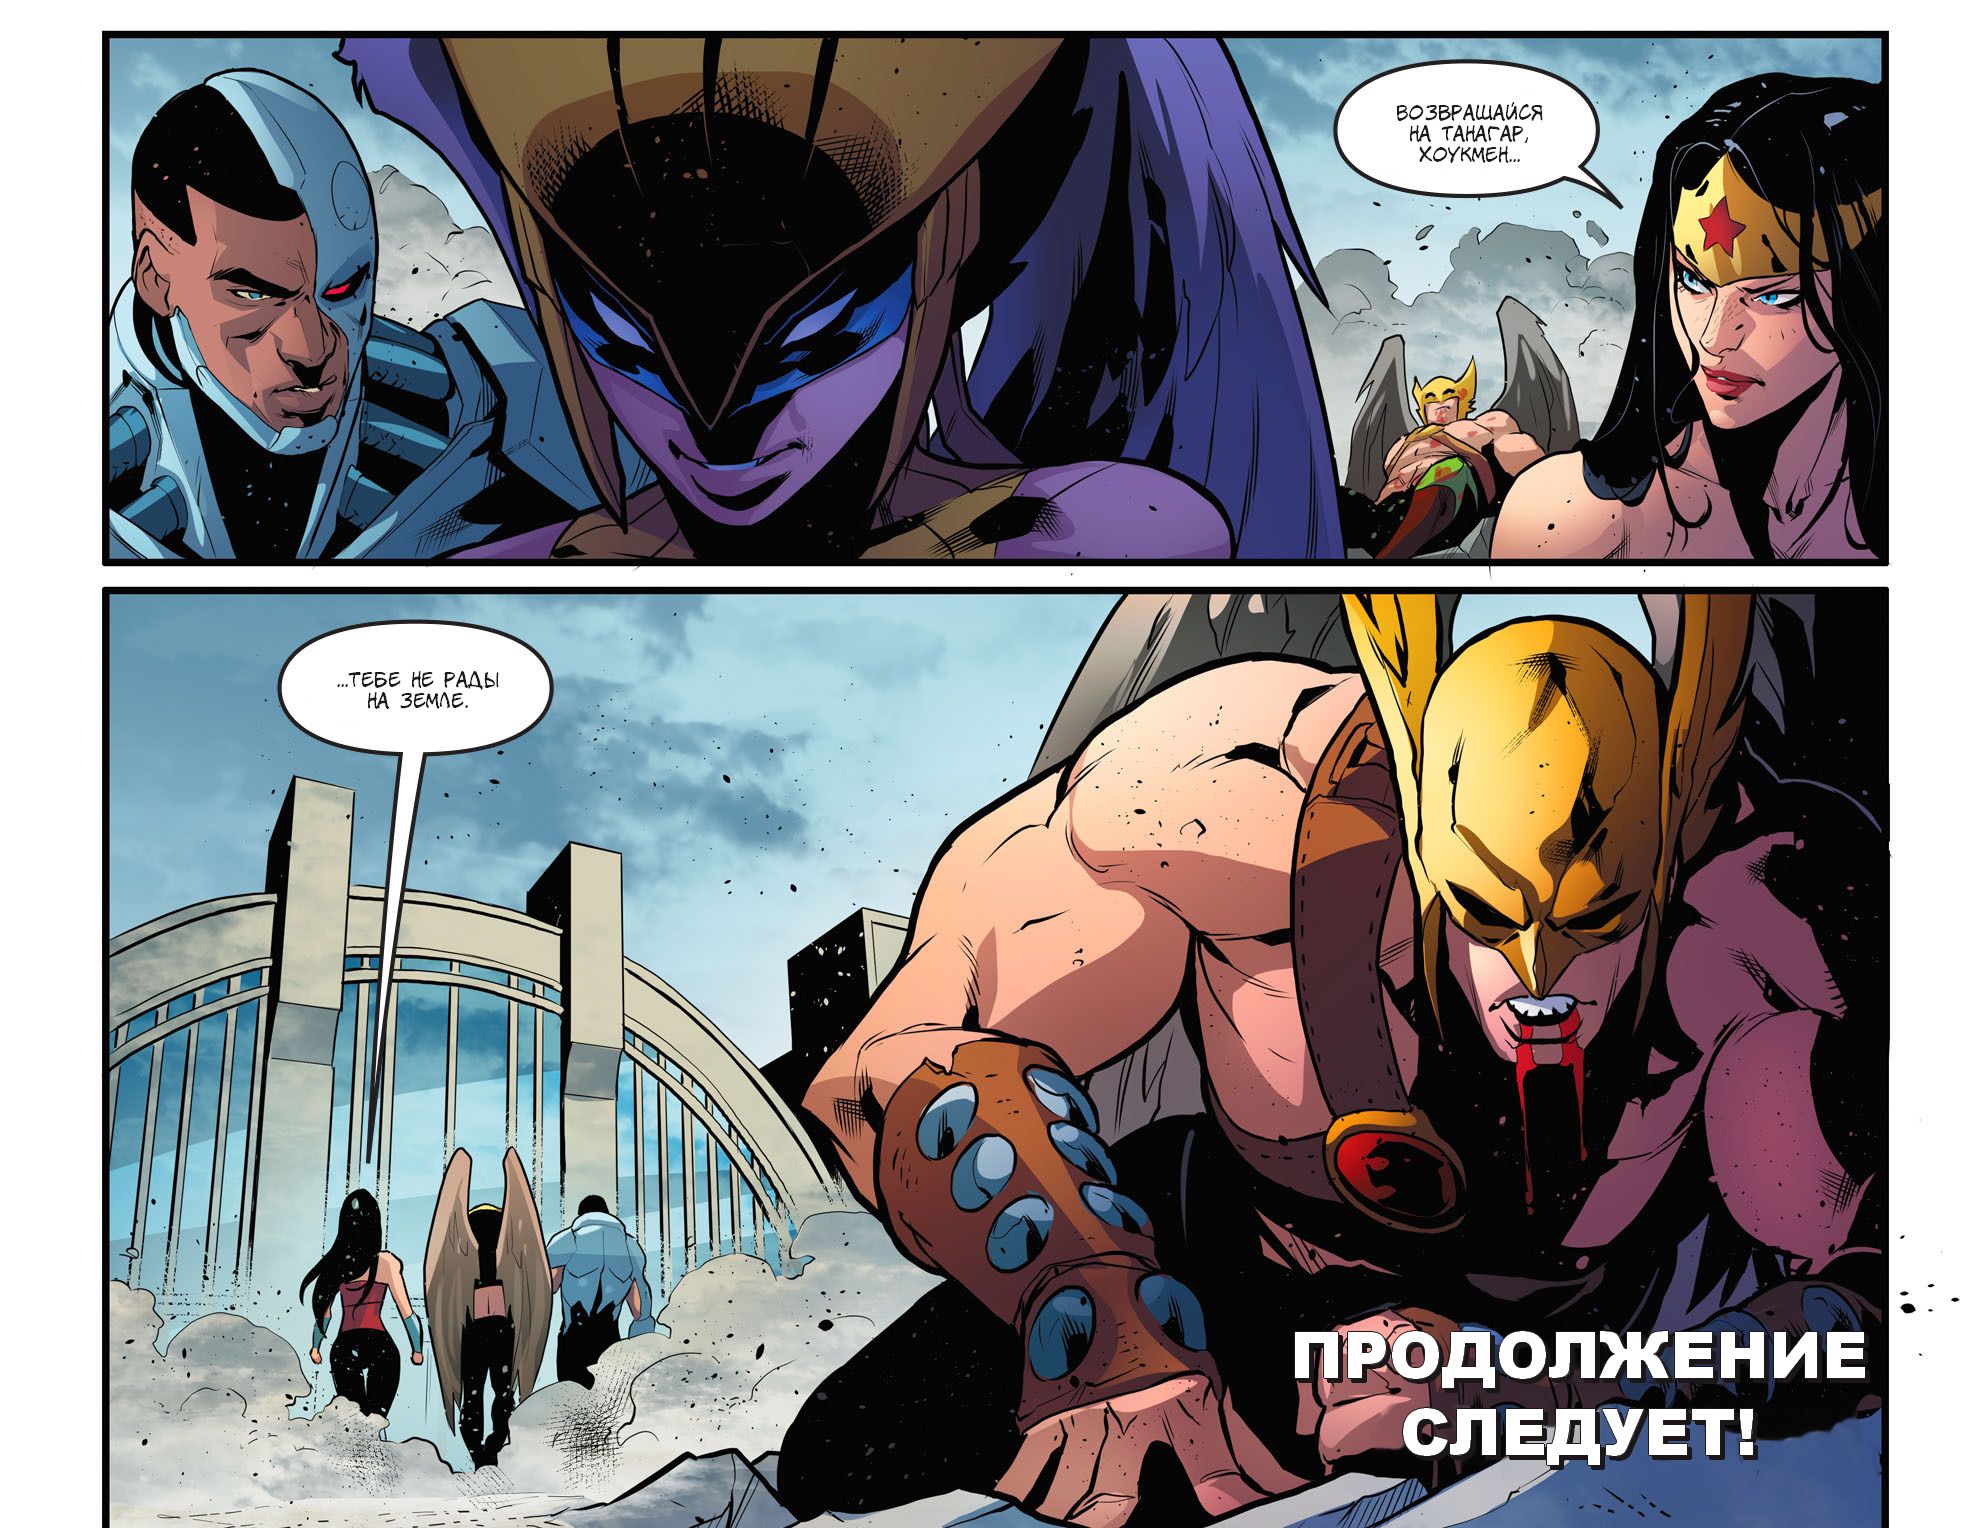 ВОЗВРАЩАЙСЯ
НА ТАНАГАР,
ХОУКМЕН...
...ТЕБЕ НЕ РАДЫ
НА ЗЕМЛЕ.
ПРОДОЛЖЕНИЕ
СЛЕДУЕТ!